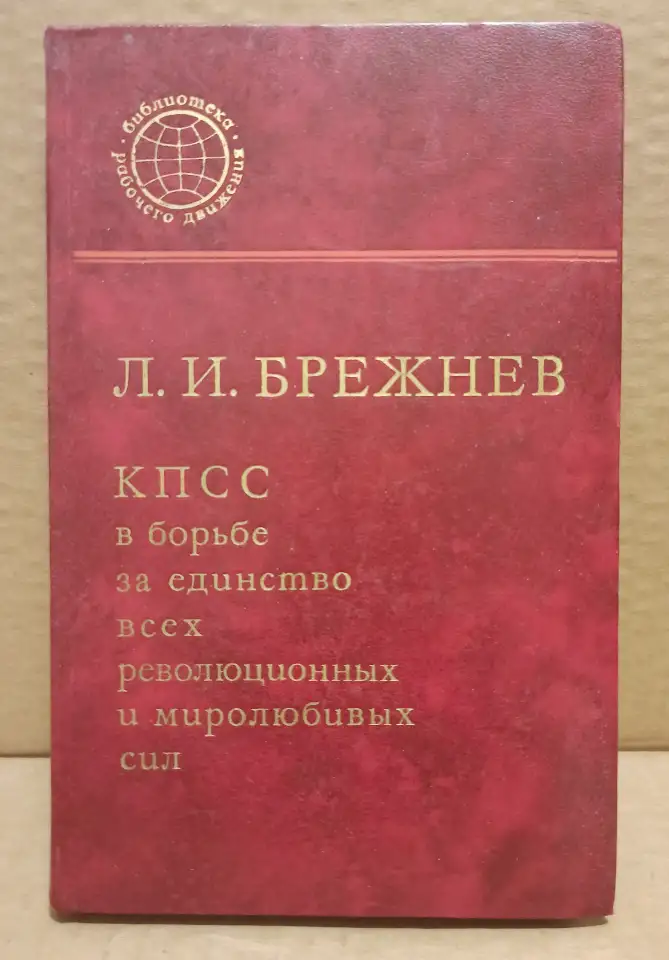 библиотека
рабочего движения
Л. И. БРЕЖНЕВ
КПСС
в борьбе
за единство
всех
революционных
и миролюбивых
сил